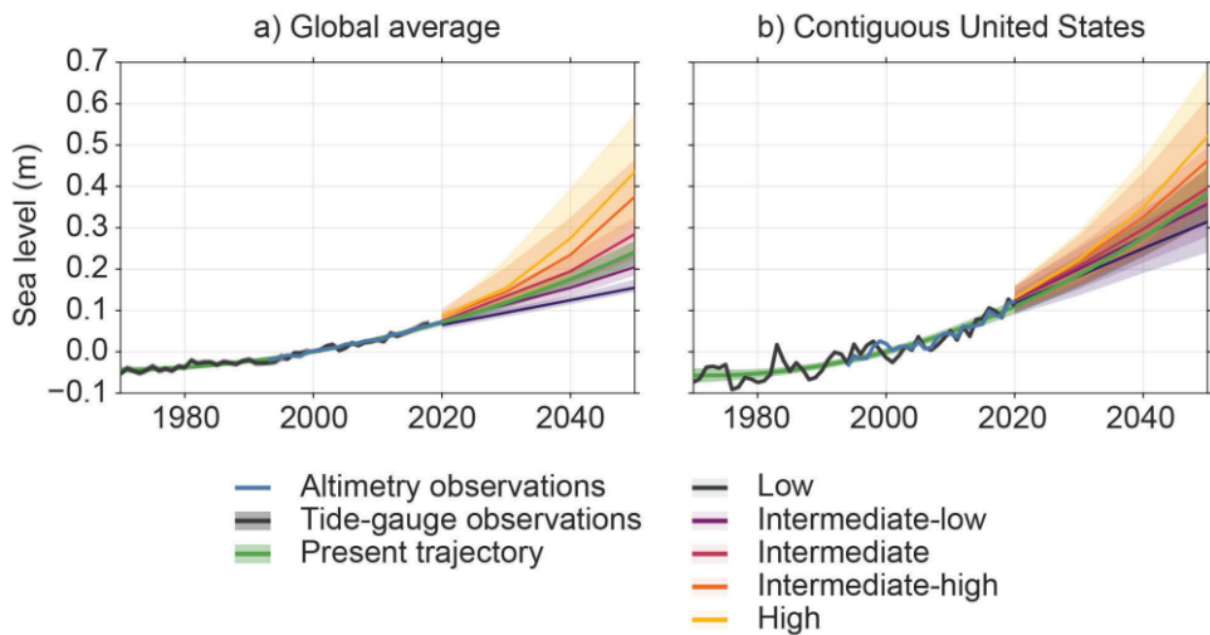 a) Global average
b) Contiguous United States
Sea level (m)
0.7
0.6
0.5
0.4
0.3
0.2
0.1
0.0
−0.1
1980 2000 2020 2040
1980 2000 2020 2040
Altimetry observations
Tide-gauge observations
Present trajectory
Low
Intermediate-low
Intermediate
Intermediate-high
High